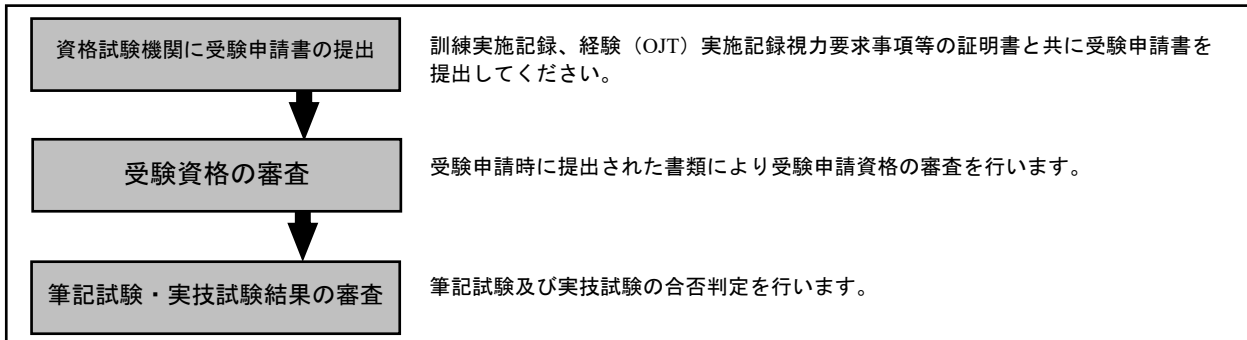 資格試験機関に受験申請書の提出
訓練実施記録、経験（OJT）実施記録視力要求事項等の証明書と共に受験申請書を
提出してください。
受験資格の審査
受験申請時に提出された書類により受験申請資格の審査を行います。
筆記試験・実技試験結果の審査
筆記試験及び実技試験の合否判定を行います。